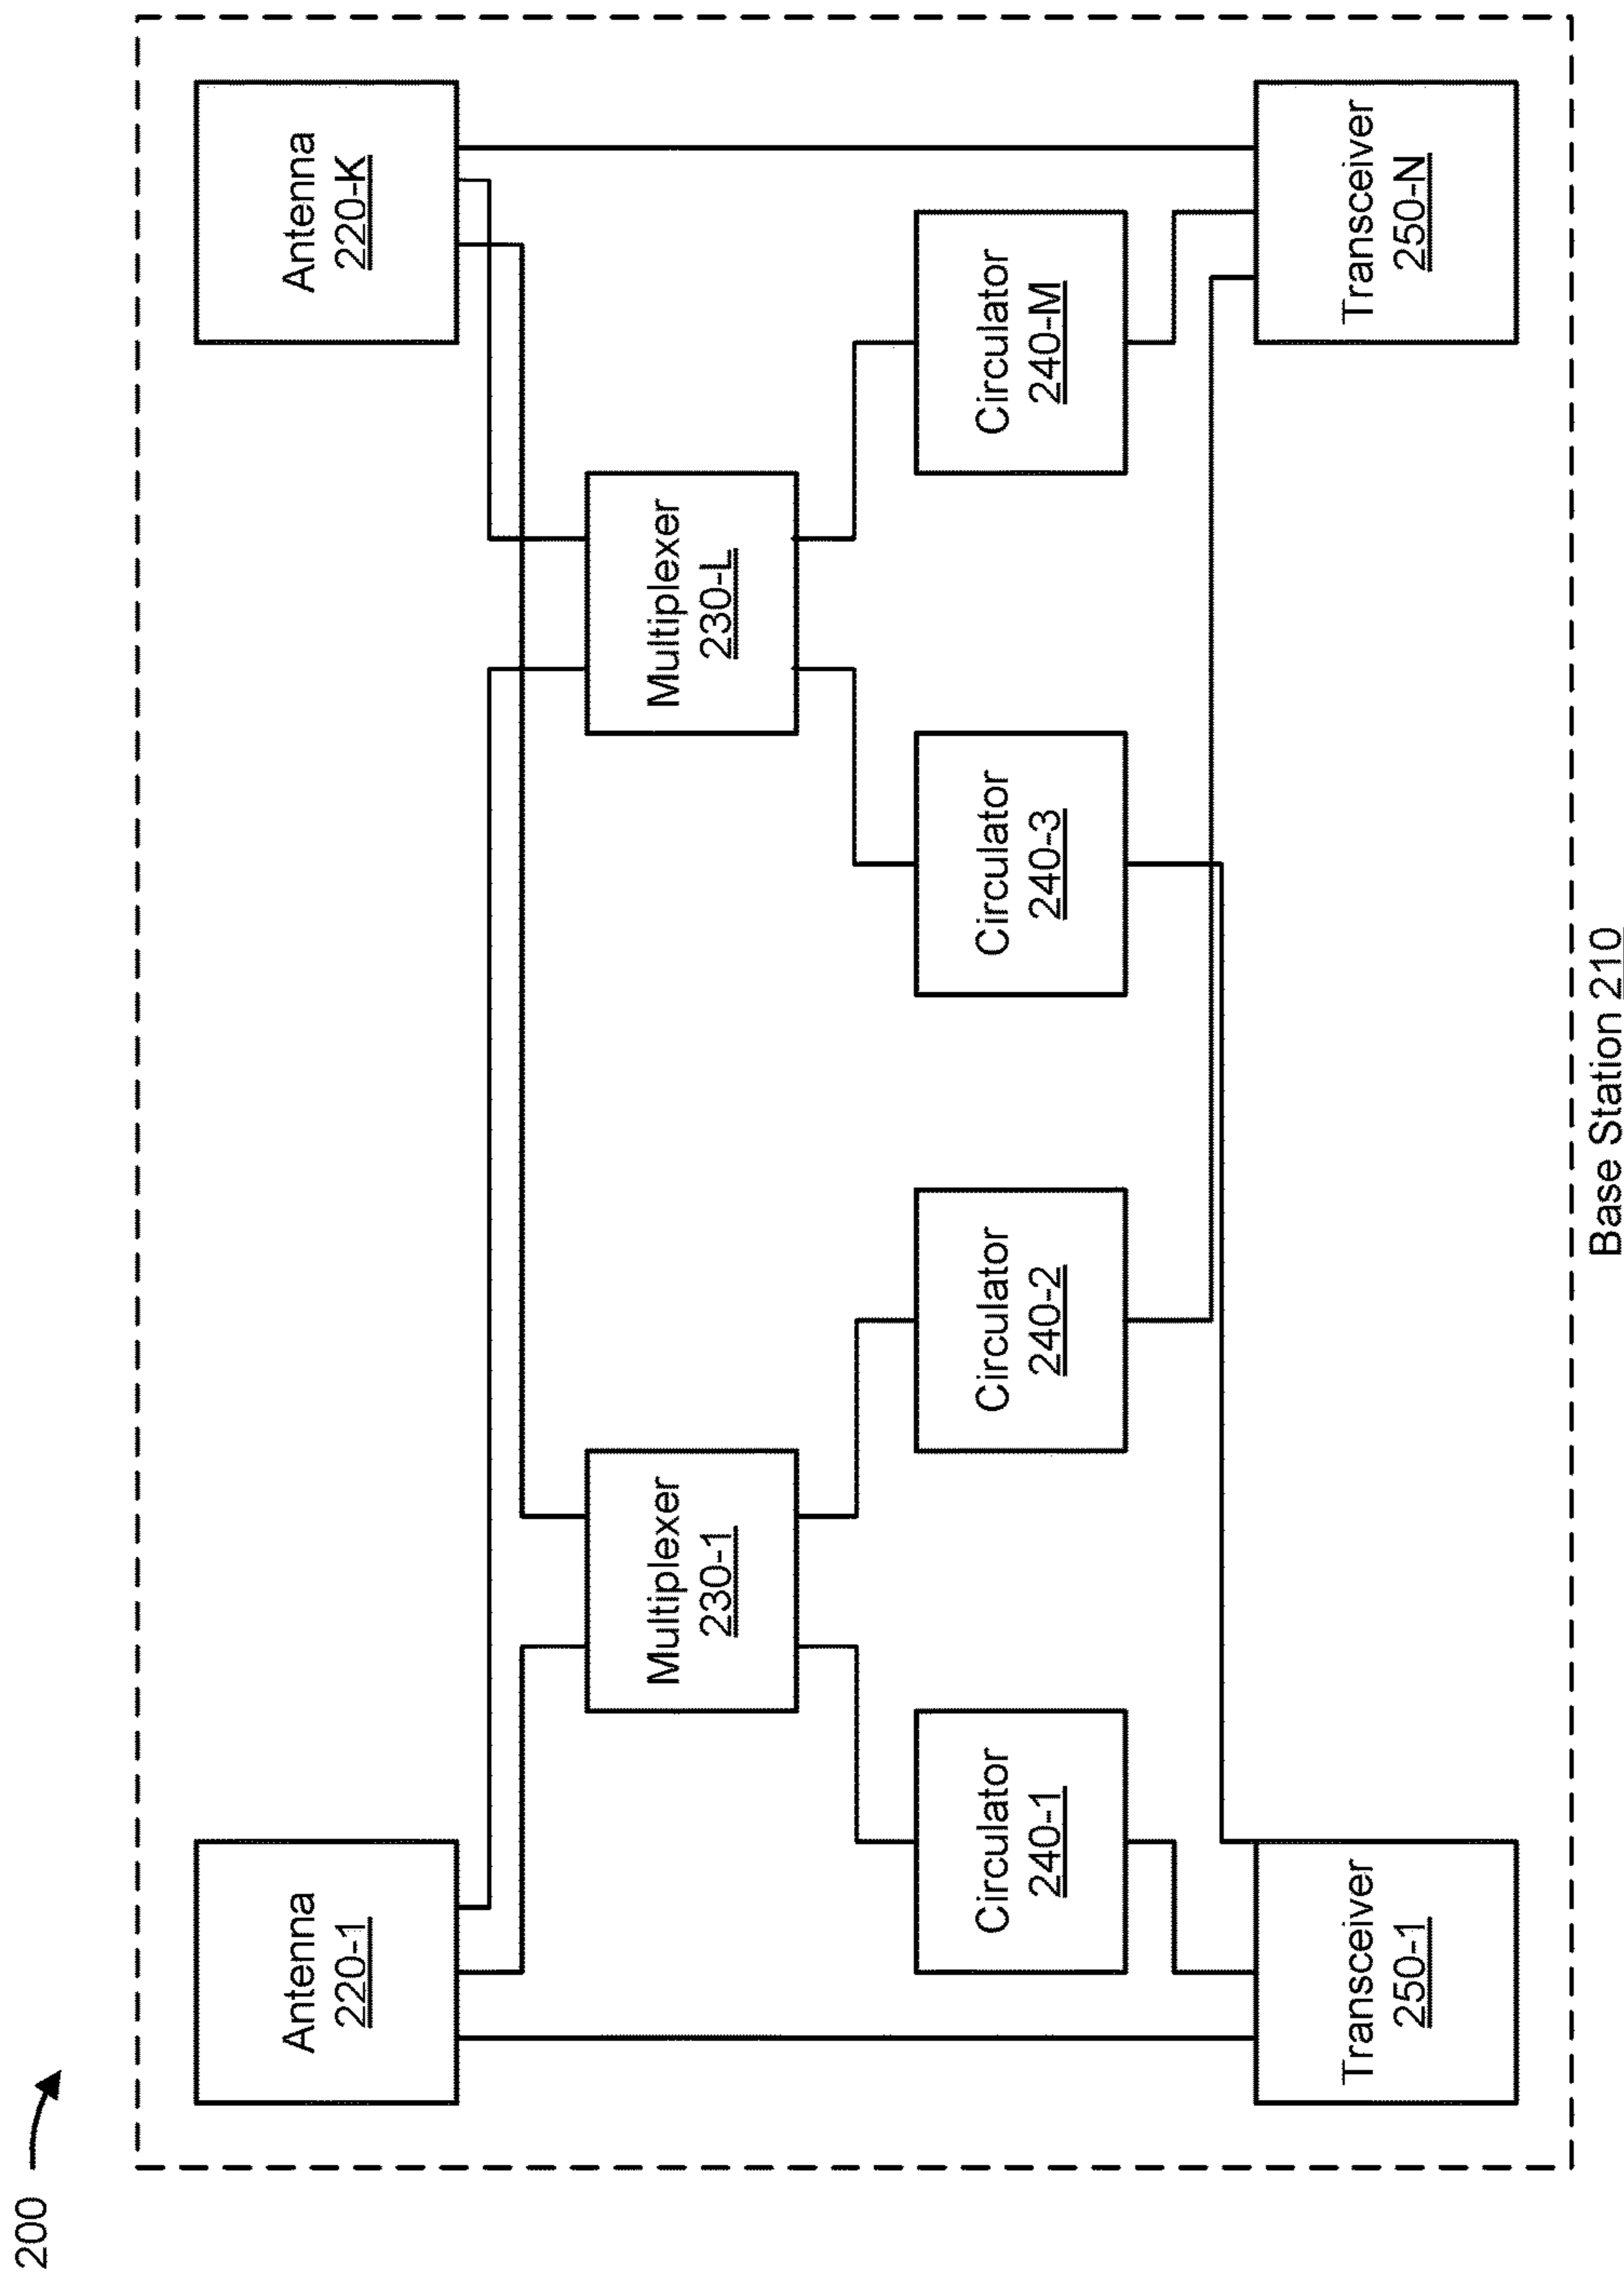 200
Antenna
220-1
Antenna
220-K
Multiplexer
230-1
Multiplexer
230-L
Circulator
240-1
Circulator
240-2
Circulator
240-3
Circulator
240-M
Transceiver
250-1
Transceiver
250-N
Base Station 210